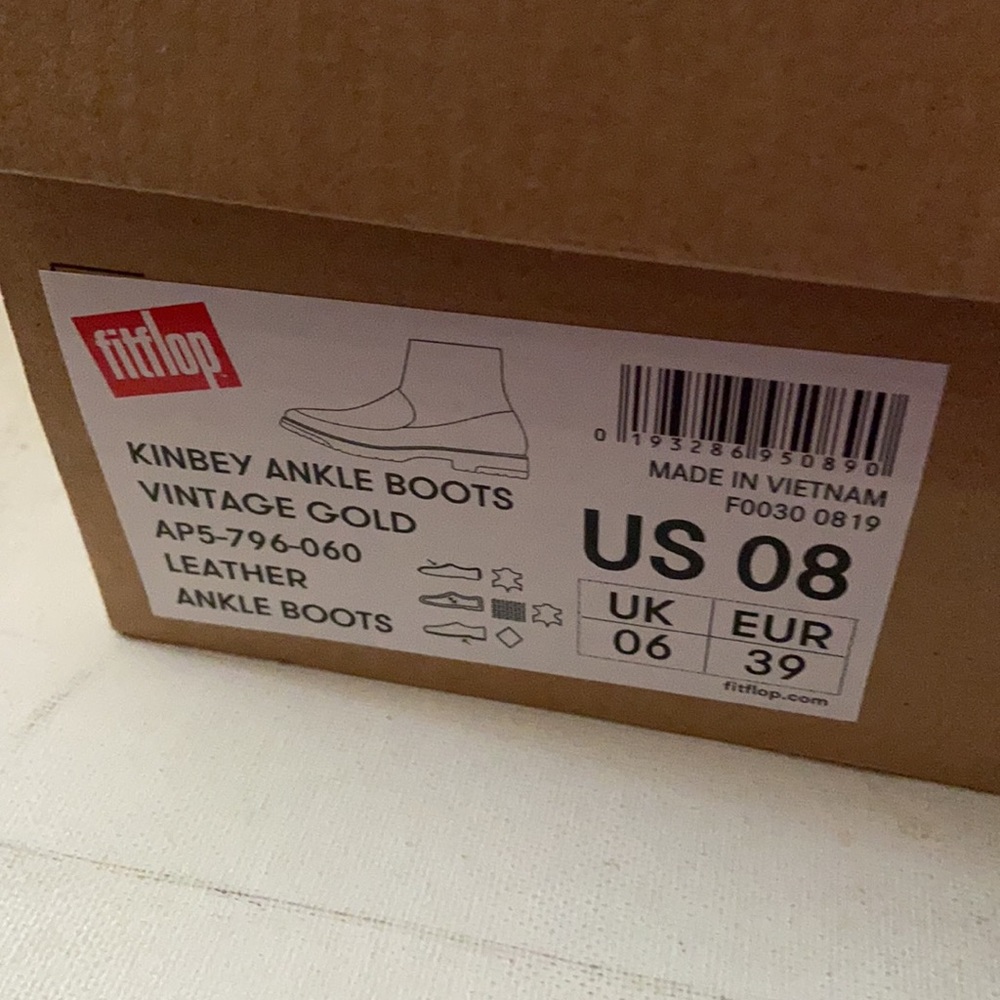 fitflop
KINBEY ANKLE BOOTS
VINTAGE GOLD
AP5-796-060
LEATHER
ANKLE BOOTS
0 193286 950890
MADE IN VIETNAM
F0030 0819
US 08
UK EUR
06 39
fitflop.com